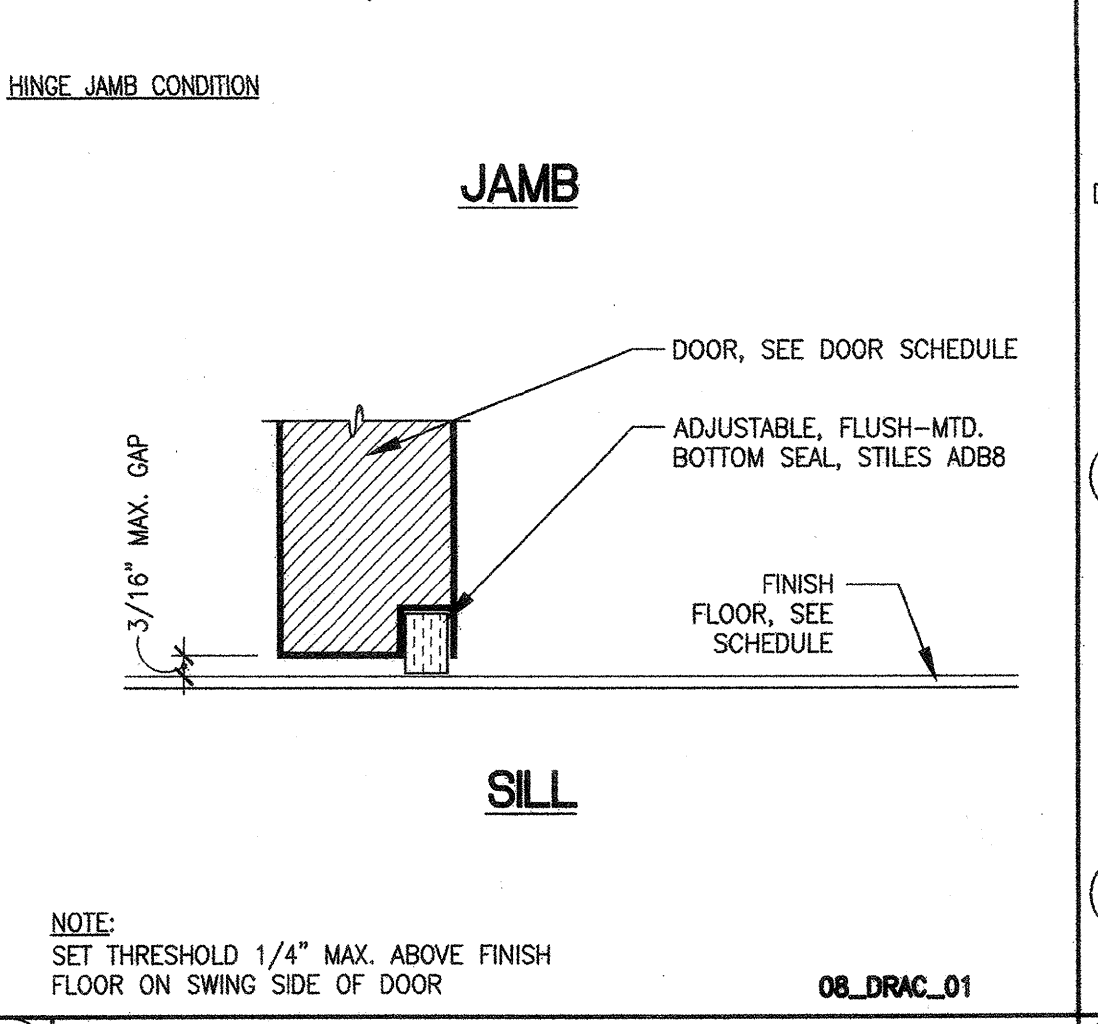 HINGE JAMB CONDITION
JAMB
DOOR, SEE DOOR SCHEDULE
ADJUSTABLE, FLUSH-MTD.
BOTTOM SEAL, STILES ADB8
3/16" MAX. GAP
FINISH
FLOOR, SEE
SCHEDULE
SILL
NOTE:
SET THRESHOLD 1/4" MAX. ABOVE FINISH
FLOOR ON SWING SIDE OF DOOR
08_DRAC_01